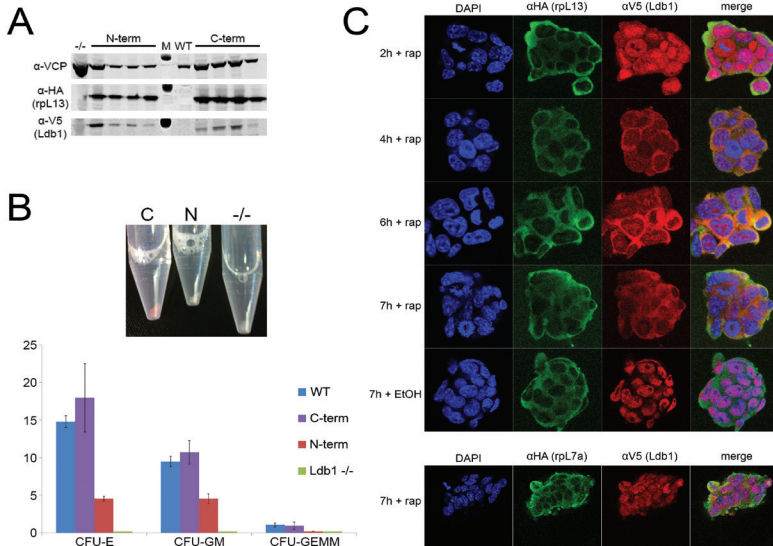 A
-/-
N-term
M
WT
C-term
α-VCP
α-HA
(rpL13)
α-V5
(Ldb1)
B
C
N
-/-
25
20
15
10
5
0
CFU-E
CFU-GM
CFU-GEMM
WT
C-term
N-term
Ldb1 -/-
C
DAPI
αHA (rpL13)
αV5 (Ldb1)
merge
2h + rap
4h + rap
6h + rap
7h + rap
7h + EtOH
DAPI
αHA (rpL7a)
αV5 (Ldb1)
merge
7h + rap